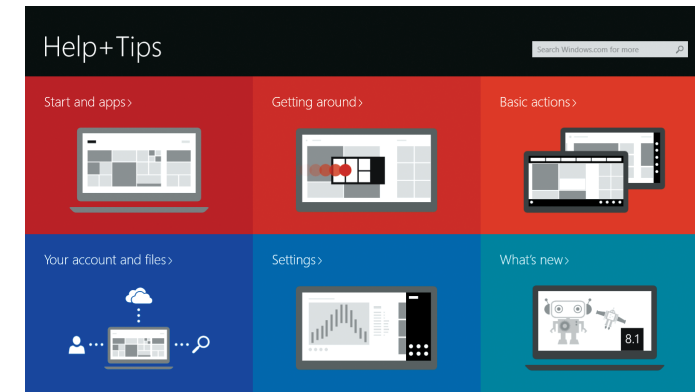 Help+Tips
Search Windows.com for more
Start and apps>
Getting around>
Basic actions>
Your account and files>
Settings>
What's new>
8.1